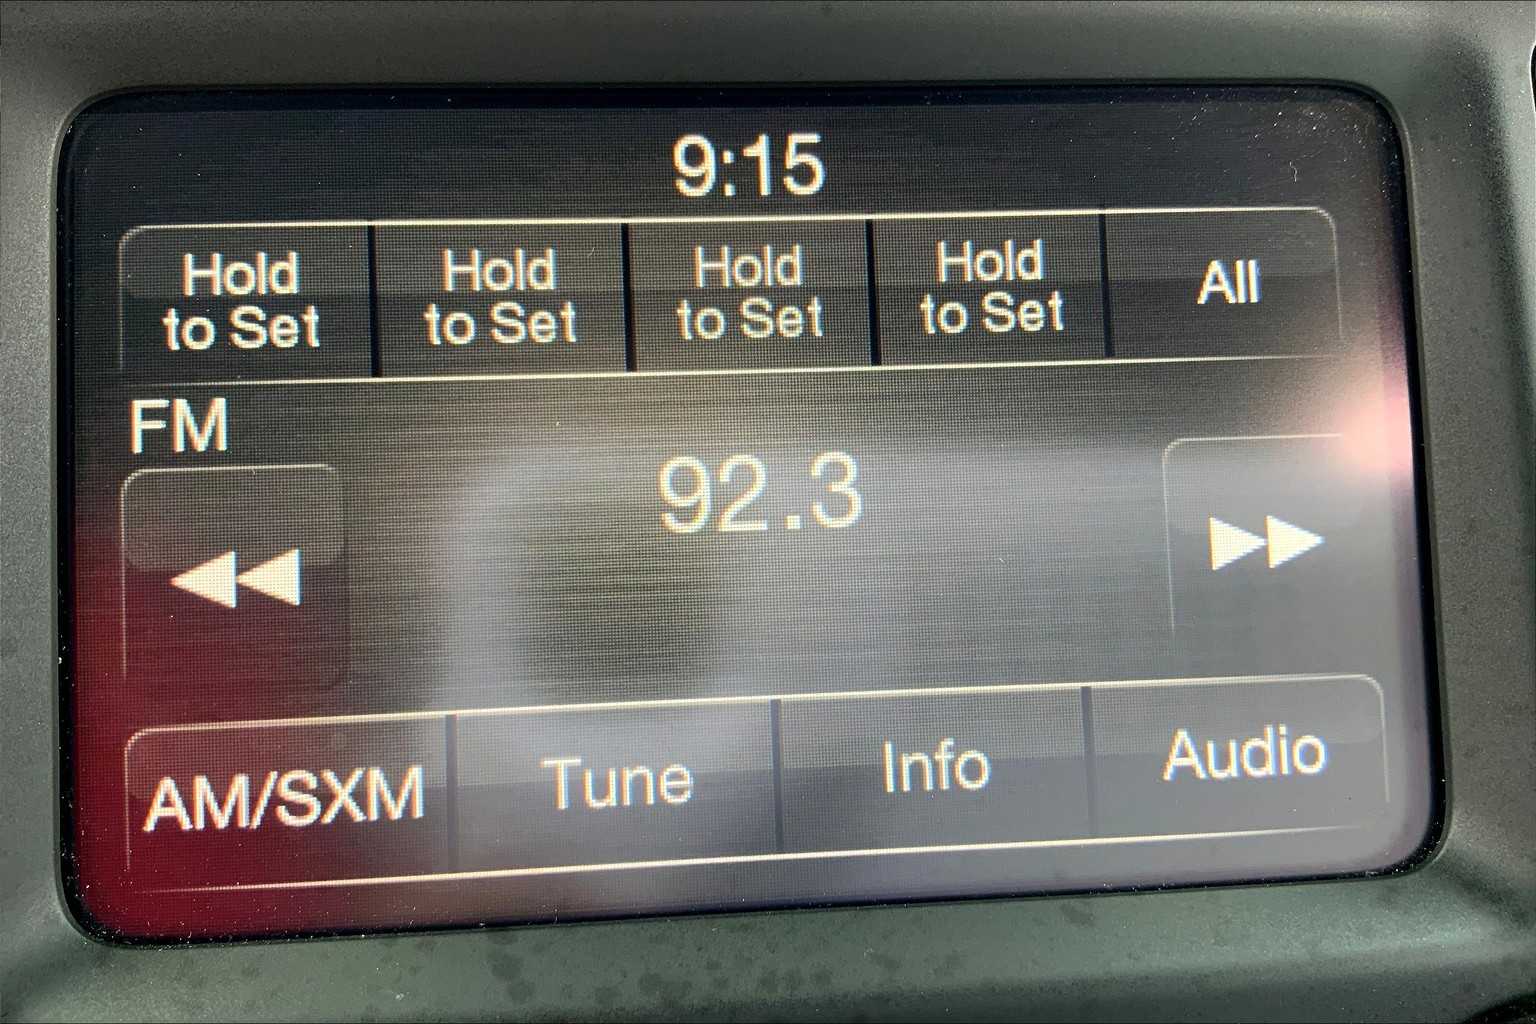 9:15
Hold
to Set
Hold
to Set
Hold
to Set
Hold
to Set
All
FM
92.3
AM/SXM
Tune
Info
Audio